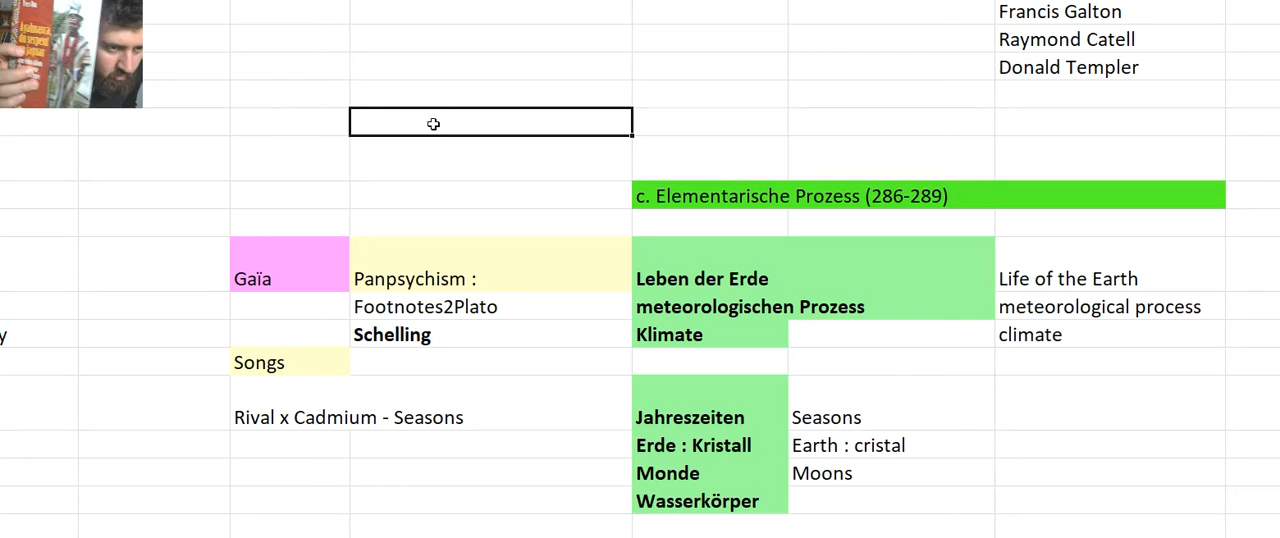 Francis Galton
Raymond Catell
Donald Templer
c. Elementarische Prozess (286-289)
Gaïa
Panpsychism :
Leben der Erde
Life of the Earth
Footnotes2Plato
meteorologischen Prozess
meteorological process
y
Schelling
Klimate
climate
Songs
Rival x Cadmium - Seasons
Jahreszeiten
Seasons
Erde : Kristall
Earth : cristal
Monde
Moons
Wasserkörper